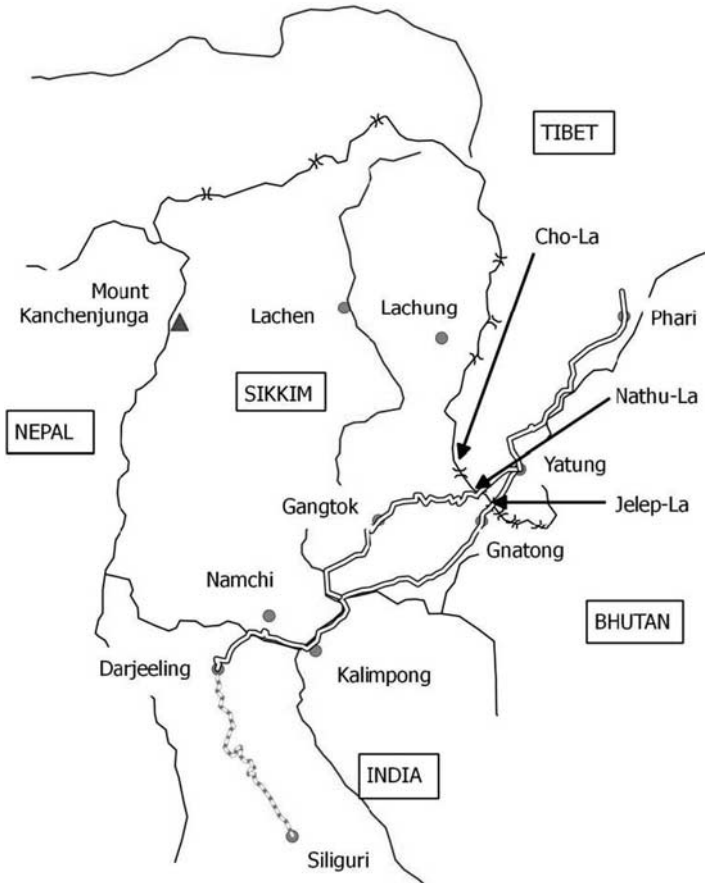 TIBET
Cho-La
Mount
Kanchenjunga
Lachen
Lachung
Phari
SIKKIM
Nathu-La
NEPAL
Yatung
Gangtok
Jelep-La
Gnatong
Namchi
BHUTAN
Darjeeling
Kalimpong
INDIA
Siliguri